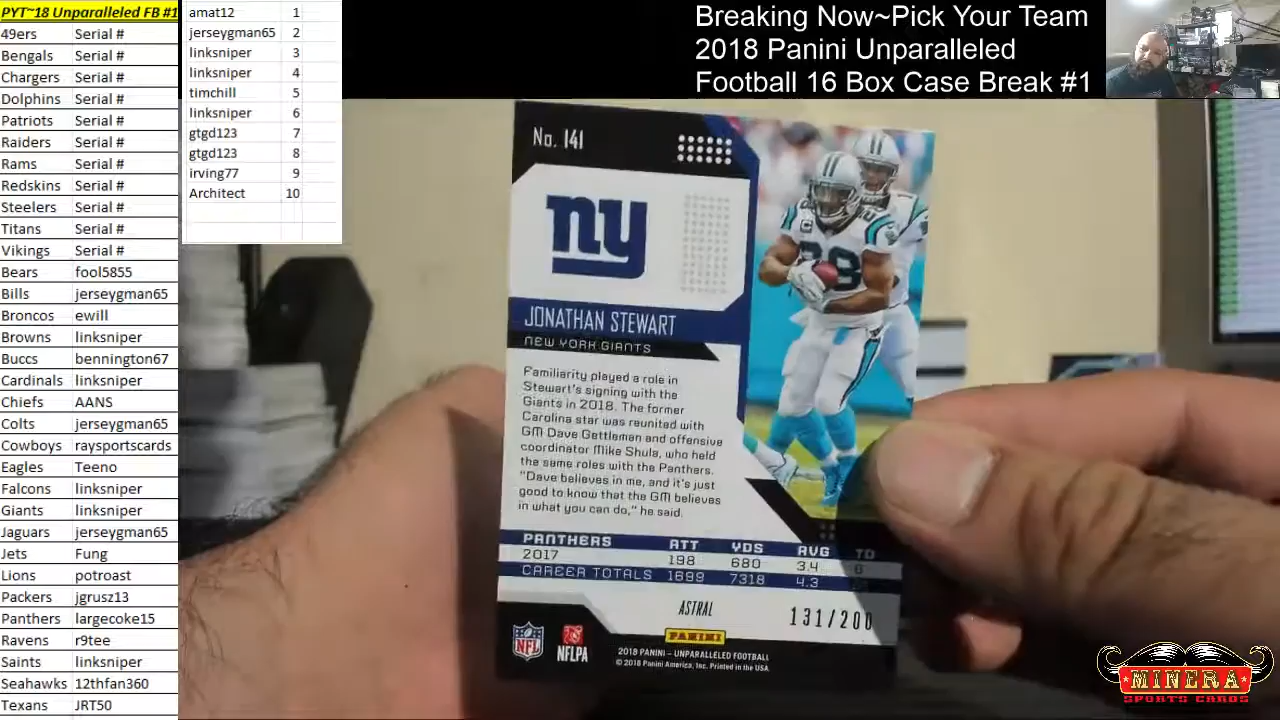 PYT~18 Unparalleled FB #1
49ers Serial #
Bengals Serial #
Chargers Serial #
Dolphins Serial #
Patriots Serial #
Raiders Serial #
Rams Serial #
Redskins Serial #
Steelers Serial #
Titans Serial #
Vikings Serial #
Bears fool5855
Bills jerseygman65
Broncos ewill
Browns linksniper
Buccs bennington67
Cardinals linksniper
Chiefs AANS
Colts jerseygman65
Cowboys raysportscards
Eagles Teeno
Falcons linksniper
Giants linksniper
Jaguars jerseygman65
Jets Fung
Lions potroast
Packers jgrusz13
Panthers largecoke15
Ravens r9tee
Saints linksniper
Seahawks 12thfan360
Texans JRT50
amat12 1
jerseygman65 2
linksniper 3
linksniper 4
timchill 5
linksniper 6
gtgd123 7
gtgd123 8
irving77 9
Architect 10
Breaking Now~Pick Your Team
2018 Panini Unparalleled
Football 16 Box Case Break #1
No. 141
ny
JONATHAN STEWART
NEW YORK GIANTS
Familiarity played a role in
Stewart's signing with the
Giants in 2018. The former
Carolina star was reunited with
GM Dave Gettleman and offensive
coordinator Mike Shula, who held
the same roles with the Panthers.
"Dave believes in me, and it's just
good to know that the GM believes
in what you can do," he said.
PANTHERS ATT YDS AVG TD
2017 198 680 3.4 6
CAREER TOTALS 1699 7318 4.3
ASTRAL
131/200
PANINI
NFL NFLPA
2018 PANINI – UNPARALLELED FOOTBALL
© 2018 Panini America, Inc. Printed in the USA.
28
MINERA
SPORTS CARDS